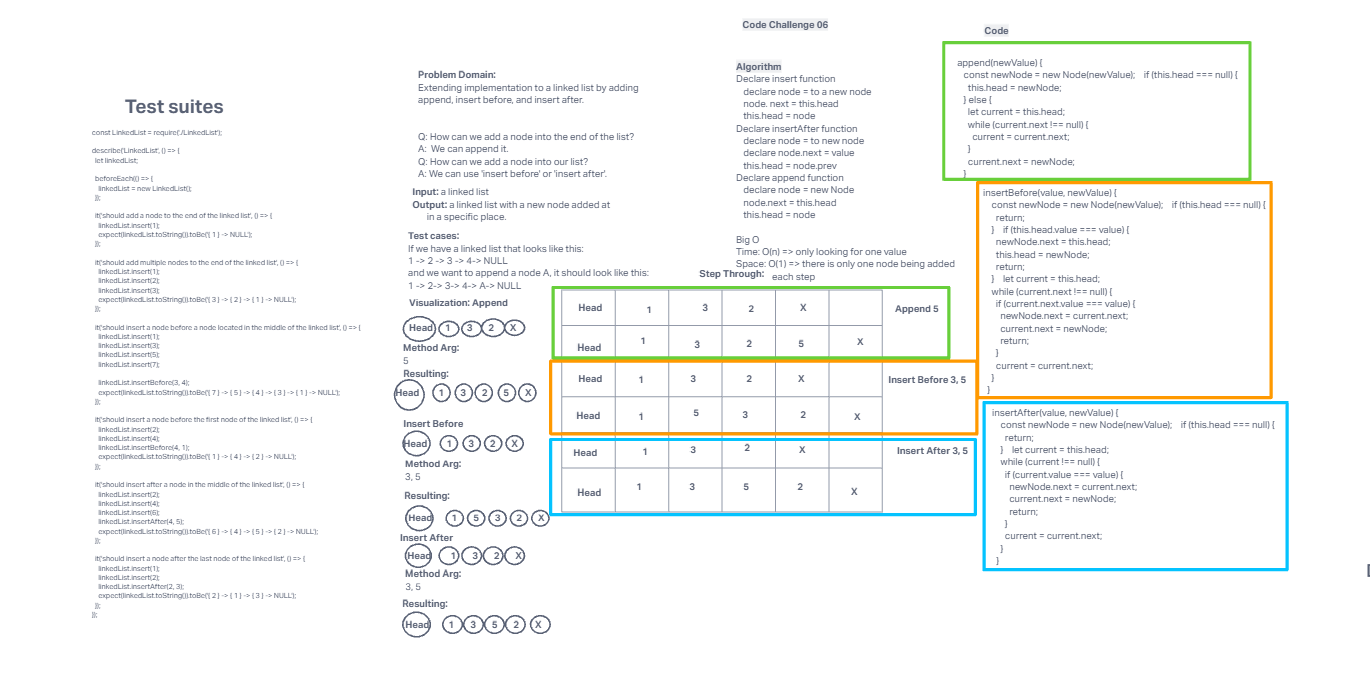 Code Challenge 06
Test suites
const LinkedList = require('./LinkedList');
describe('LinkedList', () => {
let linkedList;
beforeEach(() => {
linkedList = new LinkedList();
});
it('should add a node to the end of the linked list', () => {
linkedList.insert(1);
expect(linkedList.toString()).toBe('{ 1 } -> NULL');
});
it('should add multiple nodes to the end of the linked list', () => {
linkedList.insert(1);
linkedList.insert(2);
linkedList.insert(3);
expect(linkedList.toString()).toBe('{ 3 } -> { 2 } -> { 1 } -> NULL');
});
it('should insert a node before a node located in the middle of the linked list', () => {
linkedList.insert(1);
linkedList.insert(3);
linkedList.insert(5);
linkedList.insert(7);
linkedList.insertBefore(3, 4);
expect(linkedList.toString()).toBe('{ 7 } -> { 5 } -> { 4 } -> { 3 } -> { 1 } -> NULL');
});
it('should insert a node before the first node of the linked list', () => {
linkedList.insert(2);
linkedList.insert(4);
linkedList.insertBefore(4, 1);
expect(linkedList.toString()).toBe('{ 1 } -> { 4 } -> { 2 } -> NULL');
});
it('should insert after a node in the middle of the linked list', () => {
linkedList.insert(2);
linkedList.insert(4);
linkedList.insert(6);
linkedList.insertAfter(4, 5);
expect(linkedList.toString()).toBe('{ 6 } -> { 4 } -> { 5 } -> { 2 } -> NULL');
});
it('should insert a node after the last node of the linked list', () => {
linkedList.insert(1);
linkedList.insert(2);
linkedList.insertAfter(2, 3);
expect(linkedList.toString()).toBe('{ 2 } -> { 1 } -> { 3 } -> NULL');
});
});
Problem Domain:
Extending implementation to a linked list by adding
append, insert before, and insert after.
Q: How can we add a node into the end of the list?
A: We can append it.
Q: How can we add a node into our list?
A: We can use 'insert before' or 'insert after'.
Input: a linked list
Output: a linked list with a new node added at
in a specific place.
Test cases:
If we have a linked list that looks like this:
1 -> 2 -> 3 -> 4-> NULL
and we want to append a node A, it should look like this:
1 -> 2-> 3-> 4-> A-> NULL
Visualization: Append
Head 1 3 2 X
Method Arg:
5
Resulting:
Head 1 3 2 5 X
Insert Before
Head 1 3 2 X
Method Arg:
3, 5
Resulting:
Head 1 5 3 2 X
Insert After
Head 1 3 2 X
Method Arg:
3, 5
Resulting:
Head 1 3 5 2 X
Algorithm
Declare insert function
declare node = to a new node
node. next = this.head
this.head = node
Declare insertAfter function
declare node = to new node
declare node.next = value
this.head = node.prev
Declare append function
declare node = new Node
node.next = this.head
this.head = node
Big O
Time: O(n) => only looking for one value
Space: O(1) => there is only one node being added
each step
Step Through:
Head 1 3 2 X Append 5
Head 1 3 2 5 X
Head 1 3 2 X Insert Before 3, 5
Head 1 5 3 2 X
Head 1 3 2 X Insert After 3, 5
Head 1 3 5 2 X
Code
append(newValue) {
const newNode = new Node(newValue); if (this.head === null) {
this.head = newNode;
} else {
let current = this.head;
while (current.next !== null) {
current = current.next;
}
current.next = newNode;
}
insertBefore(value, newValue) {
const newNode = new Node(newValue); if (this.head === null) {
return;
} if (this.head.value === value) {
newNode.next = this.head;
this.head = newNode;
return;
} let current = this.head;
while (current.next !== null) {
if (current.next.value === value) {
newNode.next = current.next;
current.next = newNode;
return;
}
current = current.next;
}
}
insertAfter(value, newValue) {
const newNode = new Node(newValue); if (this.head === null) {
return;
} let current = this.head;
while (current !== null) {
if (current.value === value) {
newNode.next = current.next;
current.next = newNode;
return;
}
current = current.next;
}
}